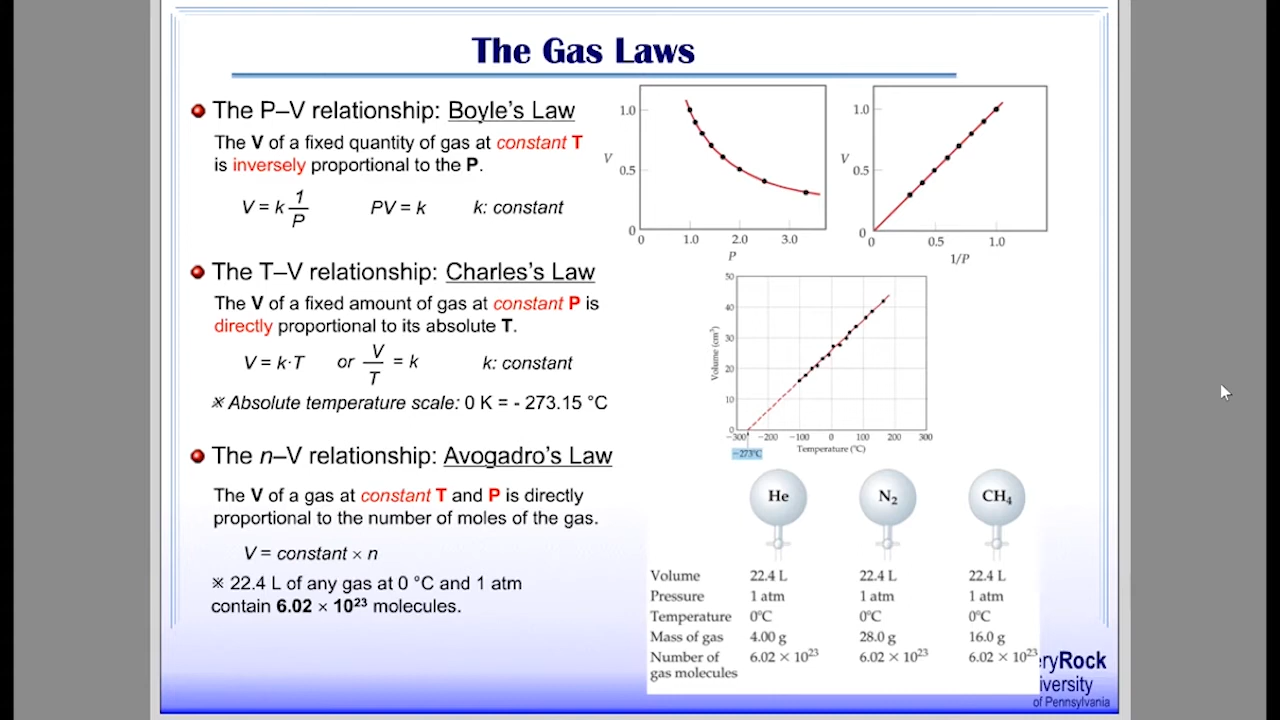 The Gas Laws
The P–V relationship: Boyle's Law
The V of a fixed quantity of gas at constant T
is inversely proportional to the P.
V = k 1/P PV = k k: constant
The T–V relationship: Charles's Law
The V of a fixed amount of gas at constant P is
directly proportional to its absolute T.
V = k·T or V/T = k k: constant
※ Absolute temperature scale: 0 K = - 273.15 °C
The n–V relationship: Avogadro's Law
The V of a gas at constant T and P is directly
proportional to the number of moles of the gas.
V = constant × n
※ 22.4 L of any gas at 0 °C and 1 atm
contain 6.02 × 10²³ molecules.
1.0
V
0.5
0
0 1.0 2.0 3.0
P
1.0
V
0.5
0
0 0.5 1.0
1/P
50
40
30
20
10
0
Volume (cm³)
−300 −200 −100 0 100 200 300
Temperature (°C)
−273°C
He N₂ CH₄
Volume 22.4 L 22.4 L 22.4 L
Pressure 1 atm 1 atm 1 atm
Temperature 0°C 0°C 0°C
Mass of gas 4.00 g 28.0 g 16.0 g
Number of 6.02 × 10²³ 6.02 × 10²³ 6.02 × 10²³
gas molecules
eryRock
iversity
of Pennsylvania